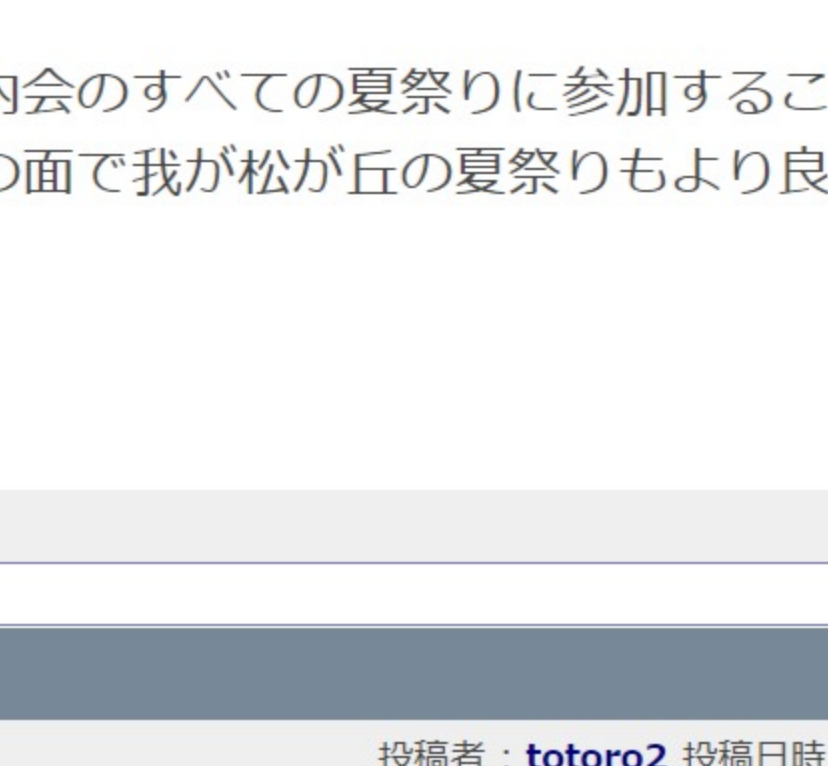 内会のすべての夏祭りに参加するこ
の面で我が松が丘の夏祭りもより良
投稿者：totoro2 投稿日時